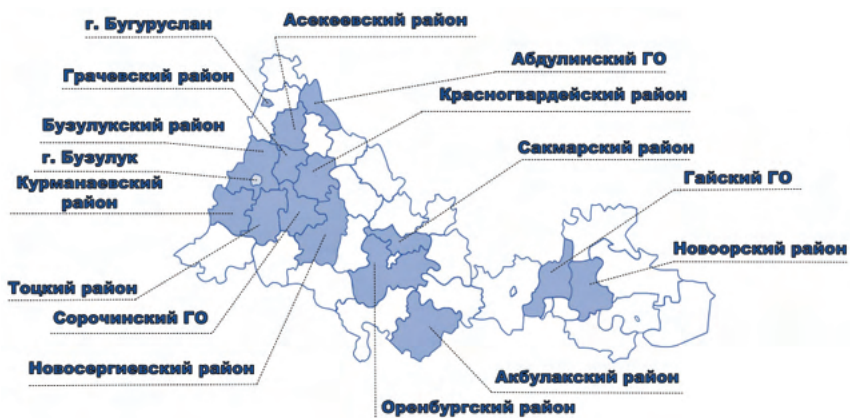 г. Бугуруслан
Асекеевский район
Абдулинский ГО
Грачевский район
Красногвардейский район
Бузулукский район
Сакмарский район
г. Бузулук
Гайский ГО
Курманаевский
район
Новоорский район
Тоцкий район
Сорочинский ГО
Новосергиевский район
Акбулакский район
Оренбургский район